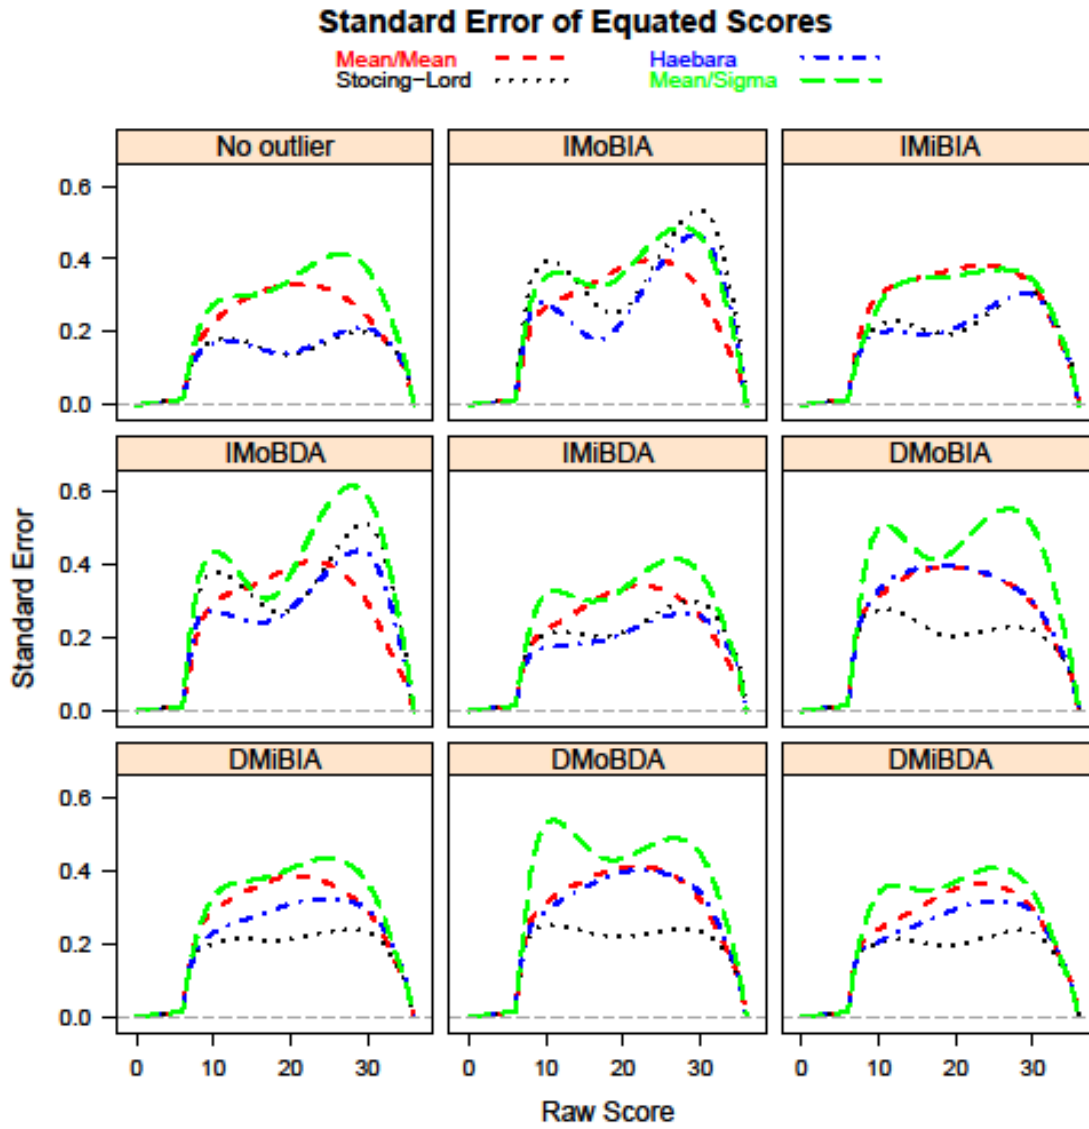 Standard Error of Equated Scores
Mean/Mean Haebara
Stocing-Lord Mean/Sigma
No outlier IMoBIA IMiBIA
0.6
0.4
0.2
0.0
IMoBDA IMiBDA DMoBIA
0.6
0.4
0.2
0.0
Standard Error
DMiBIA DMoBDA DMiBDA
0.6
0.4
0.2
0.0
0 10 20 30 0 10 20 30 0 10 20 30
Raw Score